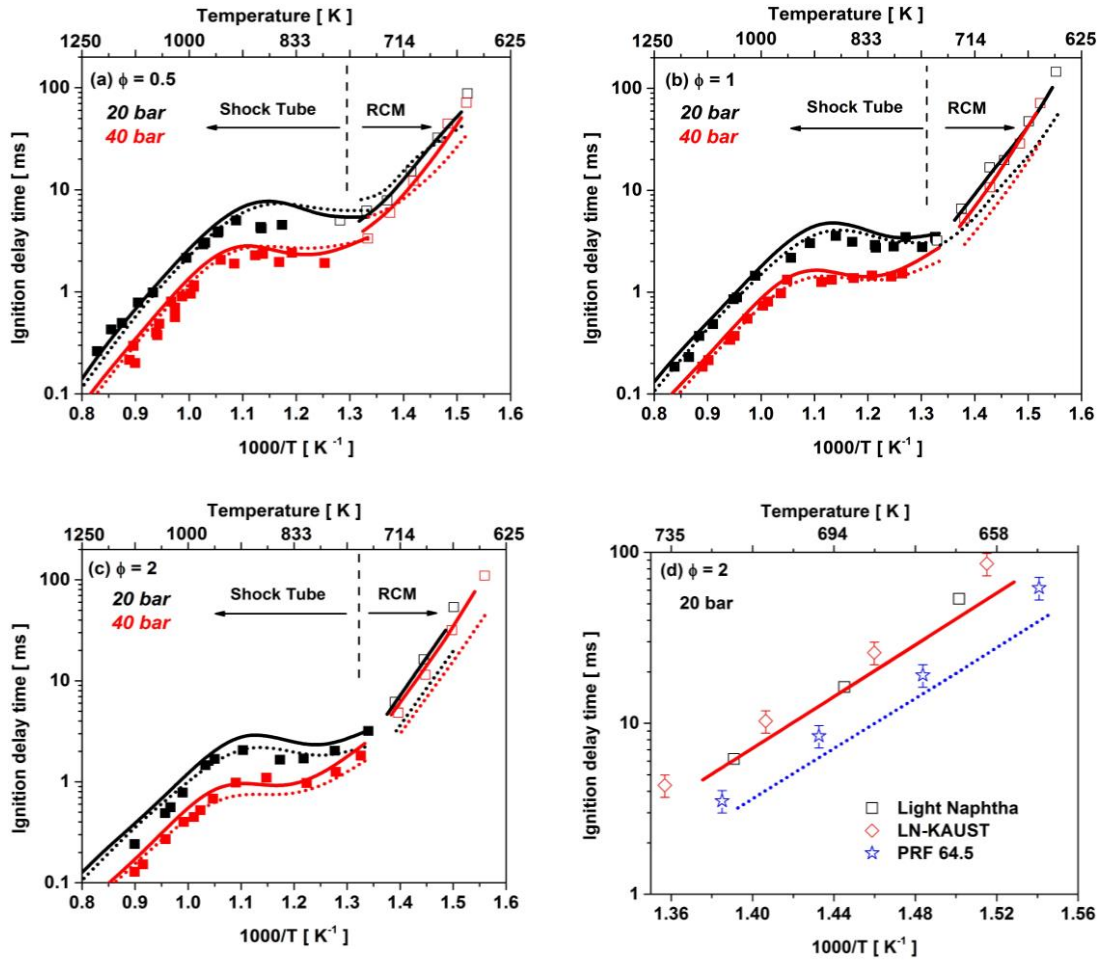 Temperature [ K ]
1250 1000 833 714 625
(a) ϕ = 0.5
20 bar
40 bar
Shock Tube
RCM
Ignition delay time [ ms ]
100
10
1
0.1
0.8 0.9 1.0 1.1 1.2 1.3 1.4 1.5 1.6
1000/T [ K⁻¹ ]
Temperature [ K ]
1250 1000 833 714 625
(b) ϕ = 1
20 bar
40 bar
Shock Tube
RCM
Ignition delay time [ ms ]
100
10
1
0.1
0.8 0.9 1.0 1.1 1.2 1.3 1.4 1.5 1.6
1000/T [ K⁻¹ ]
Temperature [ K ]
1250 1000 833 714 625
(c) ϕ = 2
20 bar
40 bar
Shock Tube
RCM
Ignition delay time [ ms ]
100
10
1
0.1
0.8 0.9 1.0 1.1 1.2 1.3 1.4 1.5 1.6
1000/T [ K⁻¹ ]
Temperature [ K ]
735 694 658
(d) ϕ = 2
20 bar
Ignition delay time [ ms ]
100
10
1
Light Naphtha
LN-KAUST
PRF 64.5
1.36 1.40 1.44 1.48 1.52 1.56
1000/T [ K⁻¹ ]